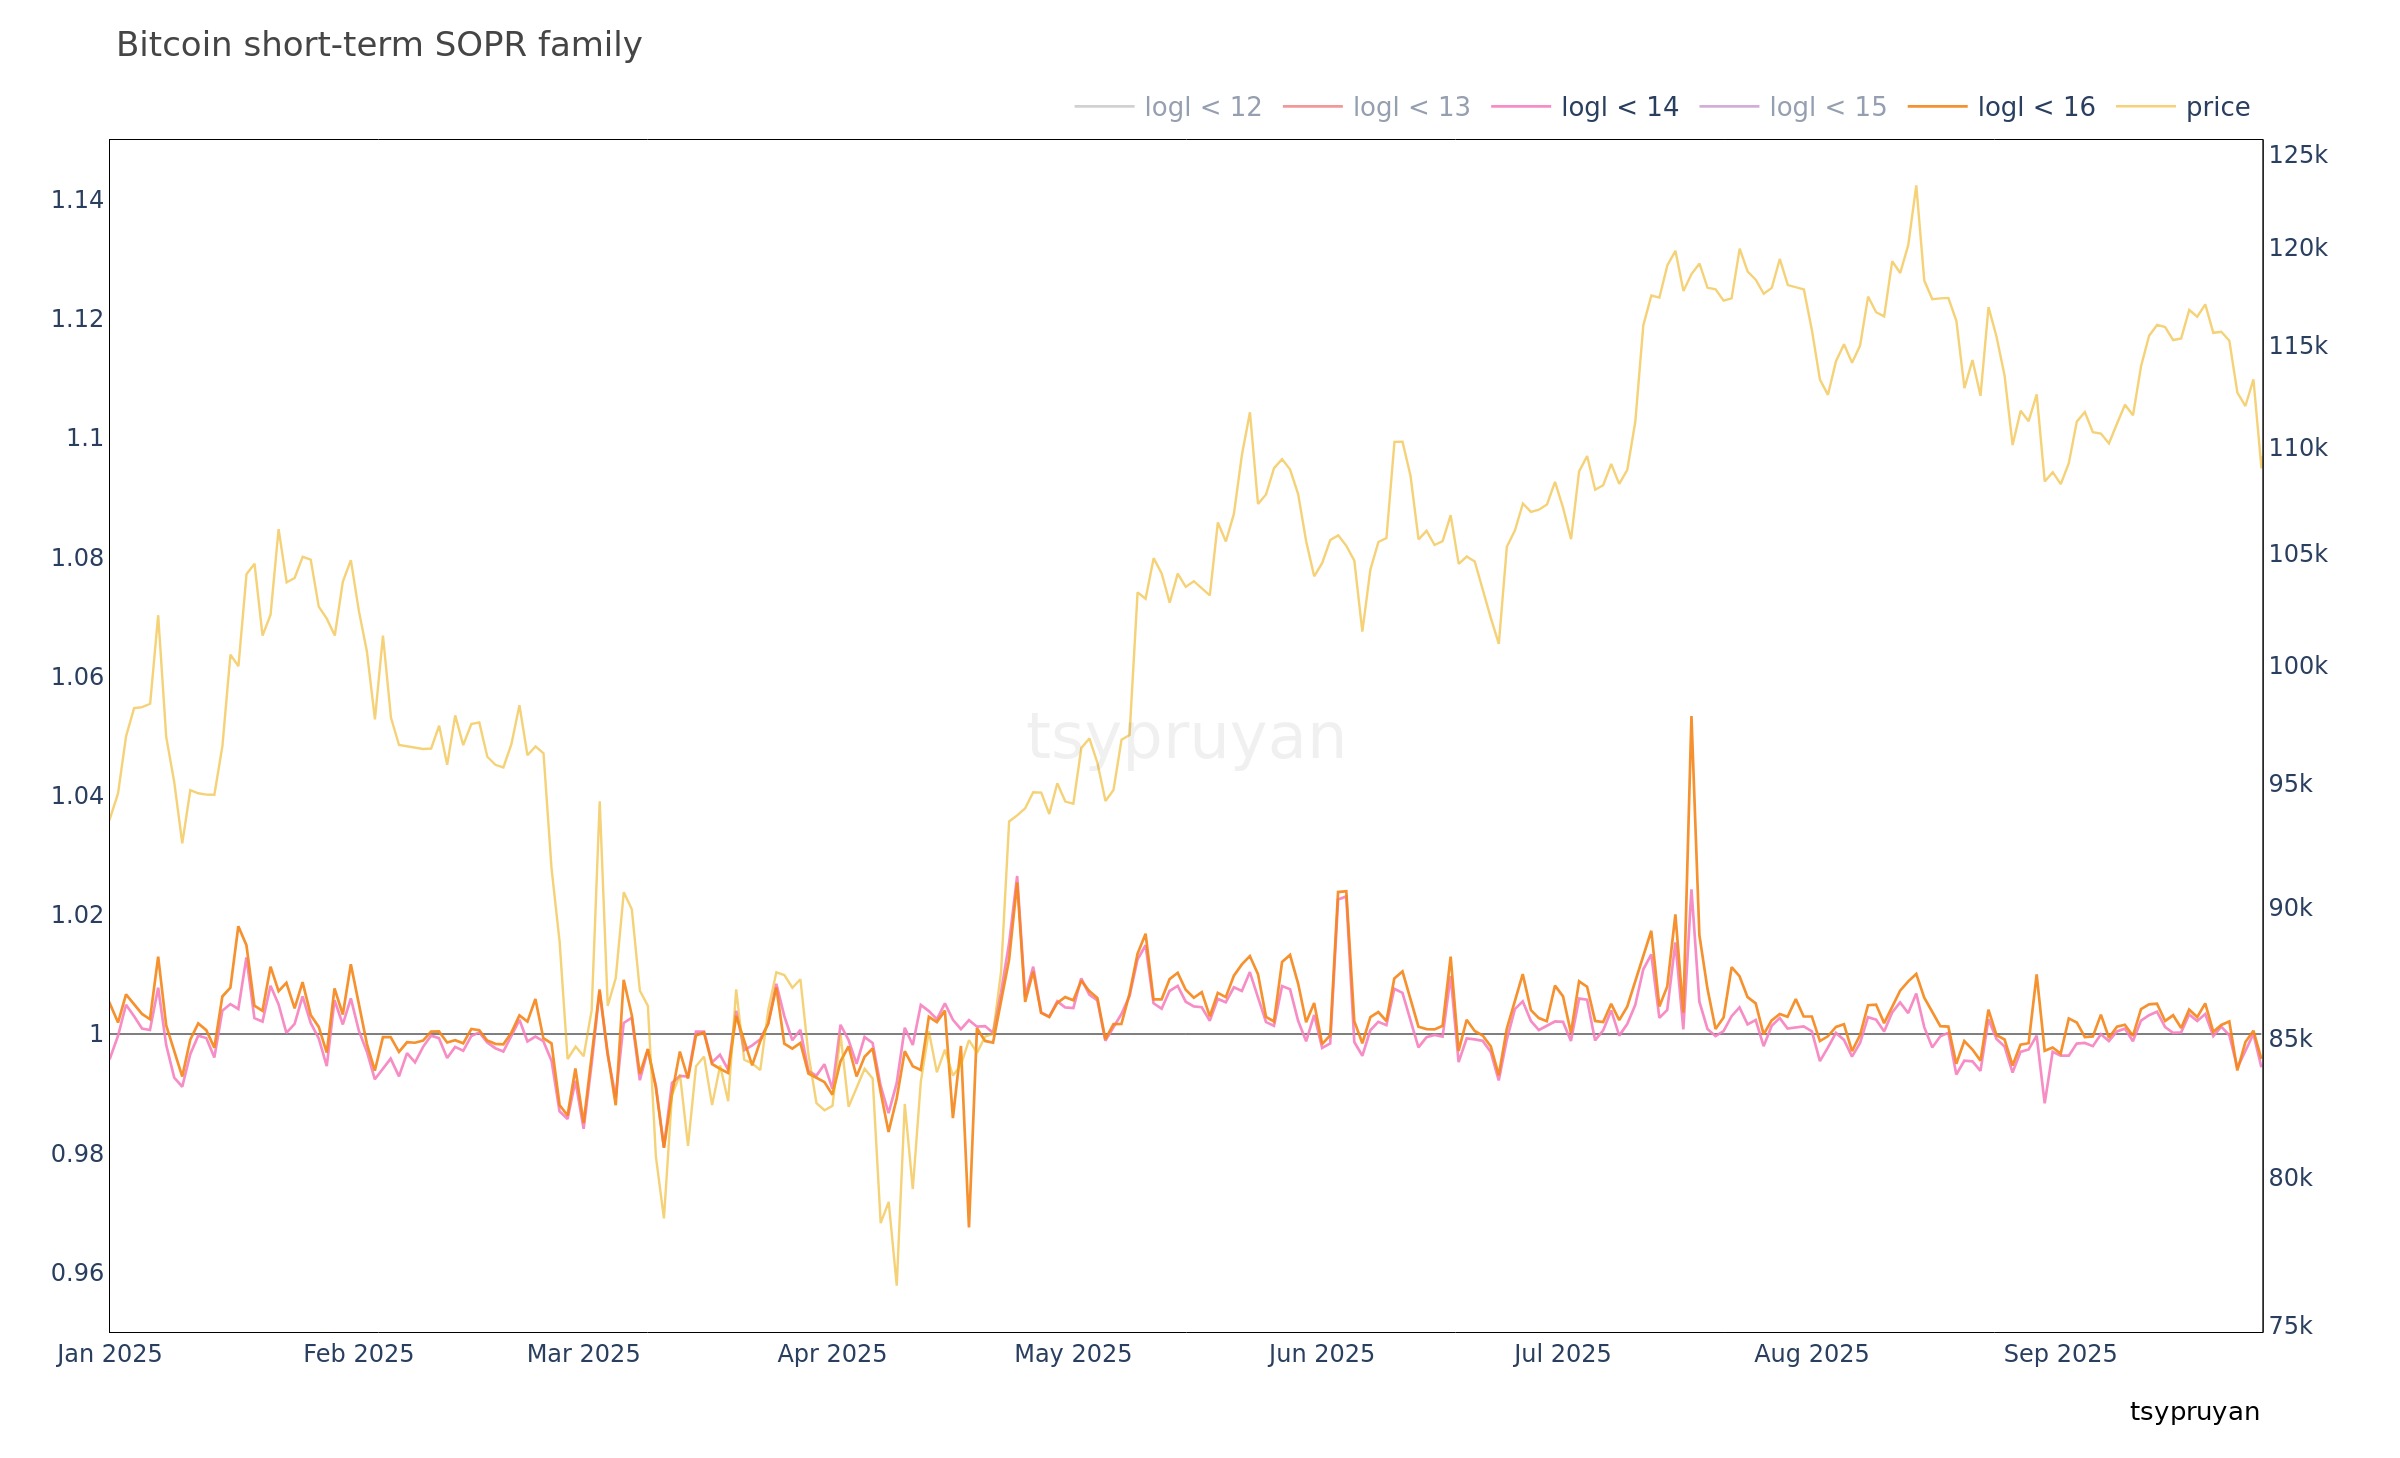 Bitcoin short-term SOPR family
logl < 12 logl < 13 logl < 14 logl < 15 logl < 16 price
1.14
1.12
1.1
1.08
1.06
1.04
1.02
1
0.98
0.96
125k
120k
115k
110k
105k
100k
95k
90k
85k
80k
75k
tsypruyan
Jan 2025 Feb 2025 Mar 2025 Apr 2025 May 2025 Jun 2025 Jul 2025 Aug 2025 Sep 2025
tsypruyan